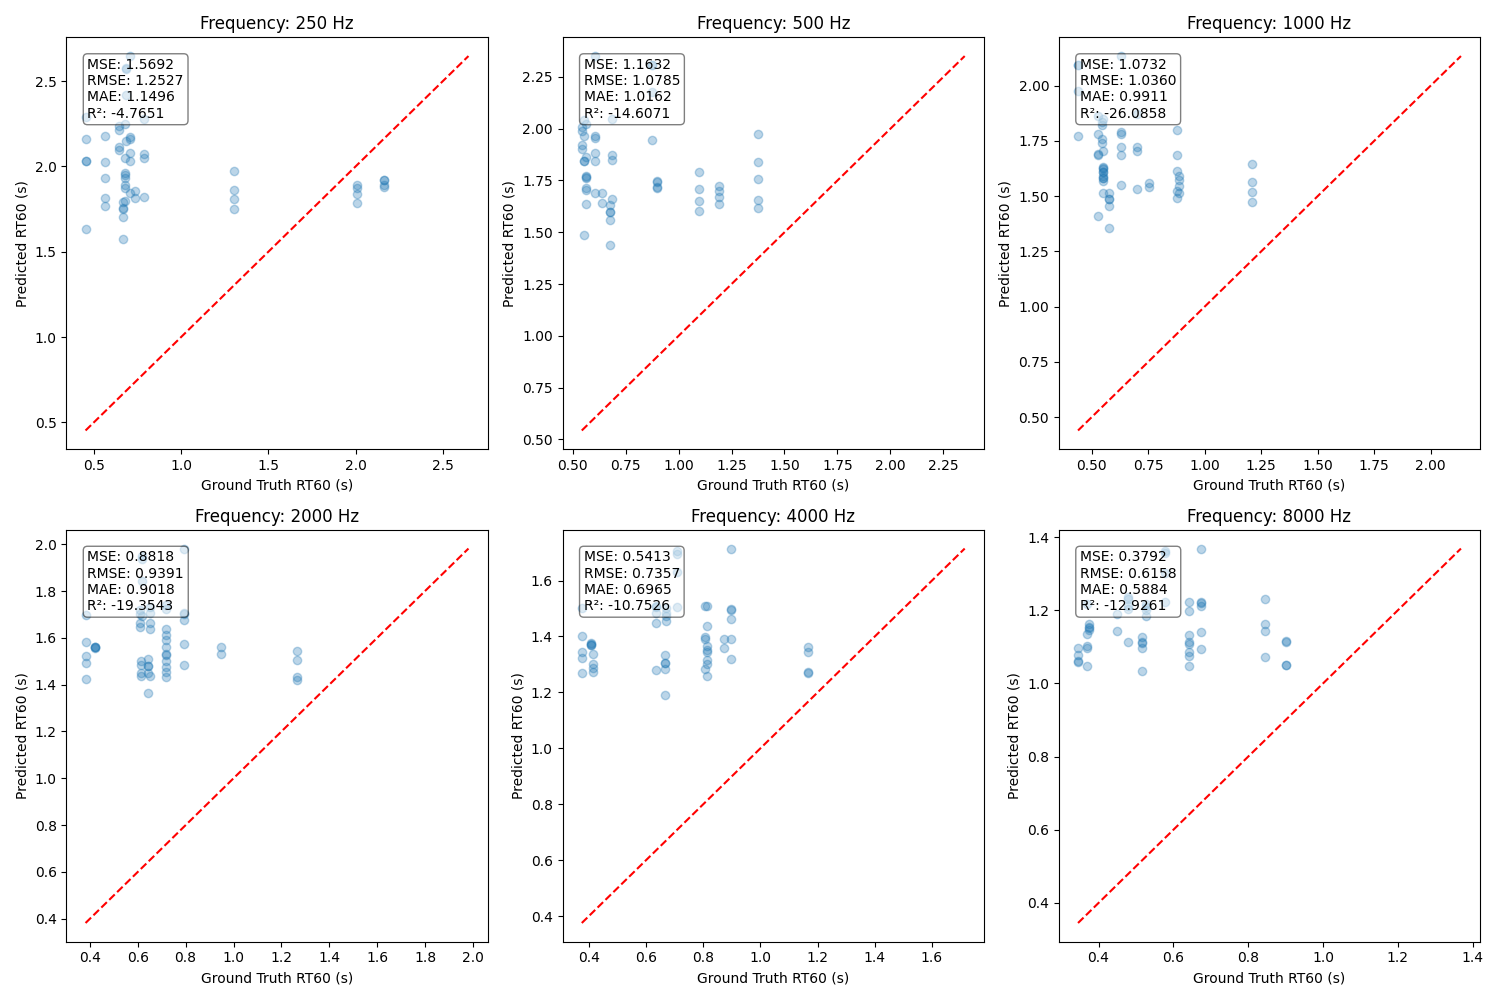 Frequency: 250 Hz
MSE: 1.5692
RMSE: 1.2527
MAE: 1.1496
R²: -4.7651
Predicted RT60 (s)
2.5
2.0
1.5
1.0
0.5
0.5 1.0 1.5 2.0 2.5
Ground Truth RT60 (s)
Frequency: 500 Hz
MSE: 1.1632
RMSE: 1.0785
MAE: 1.0162
R²: -14.6071
Predicted RT60 (s)
2.25
2.00
1.75
1.50
1.25
1.00
0.75
0.50
0.50 0.75 1.00 1.25 1.50 1.75 2.00 2.25
Ground Truth RT60 (s)
Frequency: 1000 Hz
MSE: 1.0732
RMSE: 1.0360
MAE: 0.9911
R²: -26.0858
Predicted RT60 (s)
2.00
1.75
1.50
1.25
1.00
0.75
0.50
0.50 0.75 1.00 1.25 1.50 1.75 2.00
Ground Truth RT60 (s)
Frequency: 2000 Hz
MSE: 0.8818
RMSE: 0.9391
MAE: 0.9018
R²: -19.3543
Predicted RT60 (s)
2.0
1.8
1.6
1.4
1.2
1.0
0.8
0.6
0.4
0.4 0.6 0.8 1.0 1.2 1.4 1.6 1.8 2.0
Ground Truth RT60 (s)
Frequency: 4000 Hz
MSE: 0.5413
RMSE: 0.7357
MAE: 0.6965
R²: -10.7526
Predicted RT60 (s)
1.6
1.4
1.2
1.0
0.8
0.6
0.4
0.4 0.6 0.8 1.0 1.2 1.4 1.6
Ground Truth RT60 (s)
Frequency: 8000 Hz
MSE: 0.3792
RMSE: 0.6158
MAE: 0.5884
R²: -12.9261
Predicted RT60 (s)
1.4
1.2
1.0
0.8
0.6
0.4
0.4 0.6 0.8 1.0 1.2 1.4
Ground Truth RT60 (s)